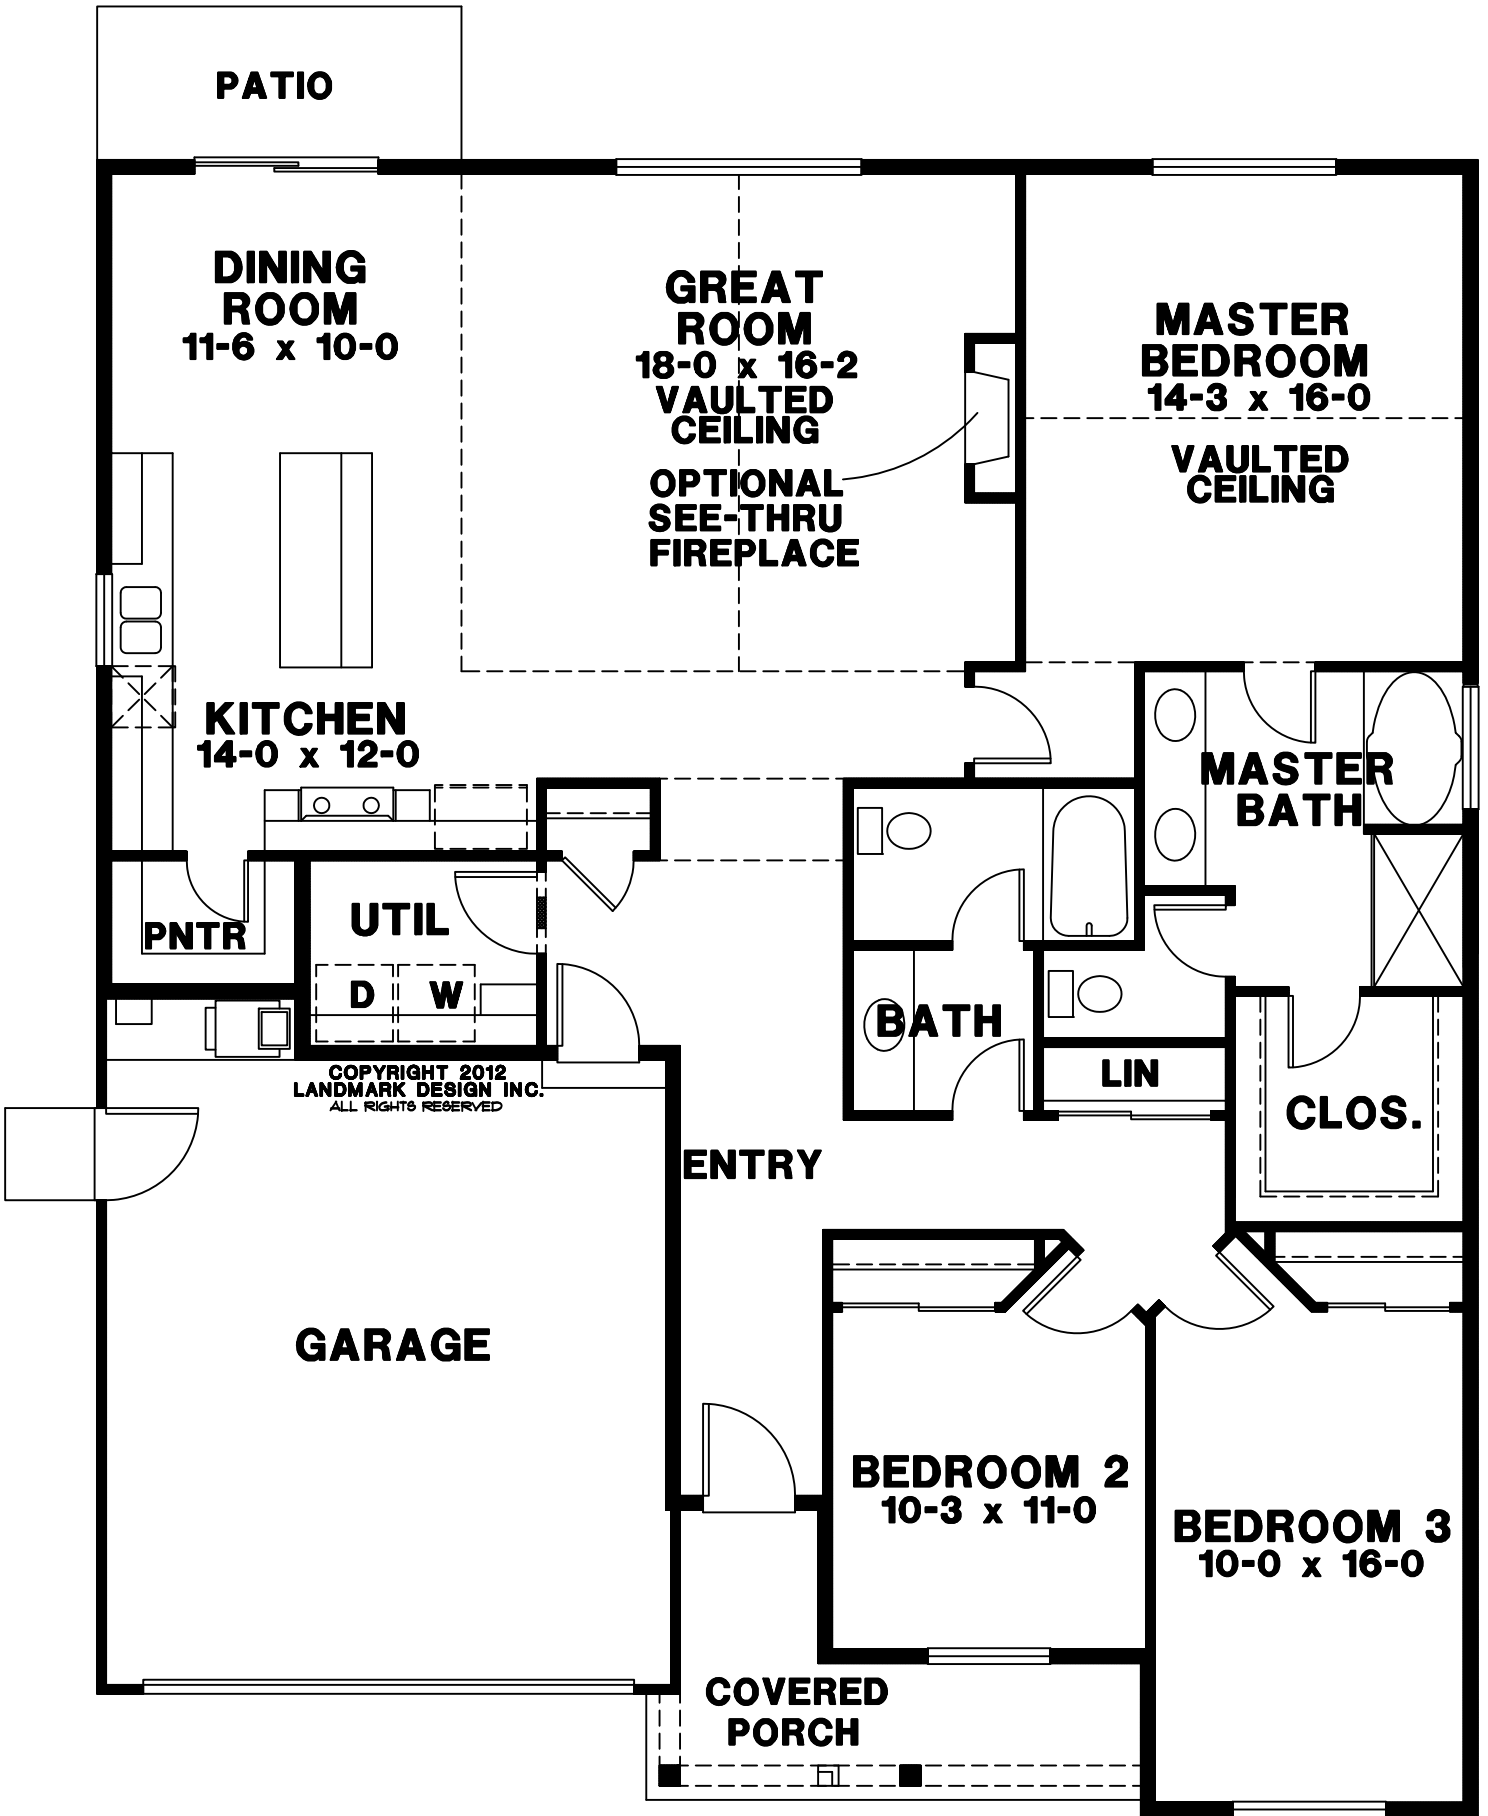 PATIO
DINING
ROOM
11-6 x 10-0
GREAT
ROOM
18-0 x 16-2
VAULTED
CEILING
OPTIONAL
SEE-THRU
FIREPLACE
MASTER
BEDROOM
14-3 x 16-0
VAULTED
CEILING
KITCHEN
14-0 x 12-0
MASTER
BATH
PNTR
UTIL
D W
BATH
LIN
CLOS.
COPYRIGHT 2012
LANDMARK DESIGN INC.
ALL RIGHTS RESERVED
ENTRY
GARAGE
BEDROOM 2
10-3 x 11-0
BEDROOM 3
10-0 x 16-0
COVERED
PORCH